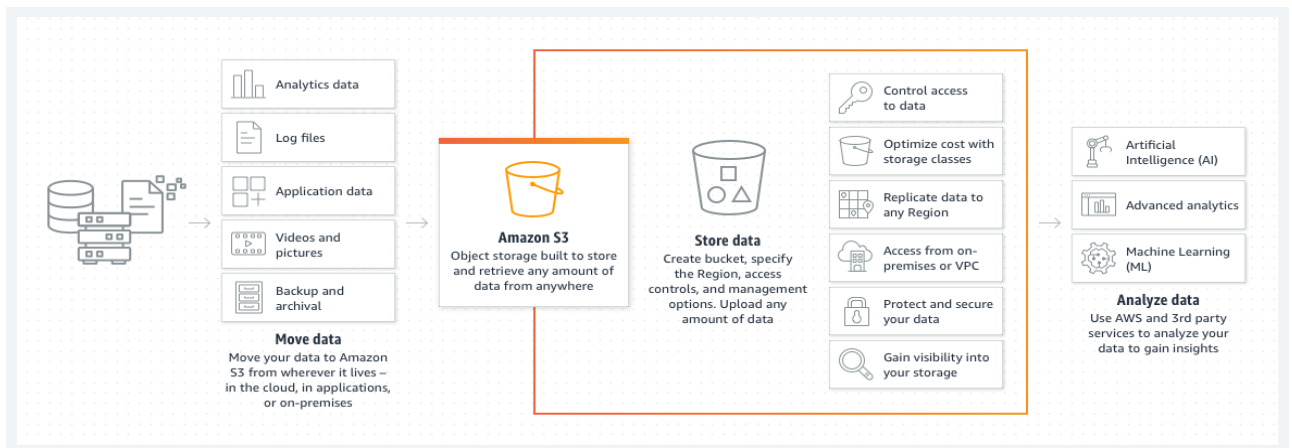 Analytics data
Log files
Application data
Videos and
pictures
Backup and
archival
Move data
Move your data to Amazon
S3 from wherever it lives –
in the cloud, in applications,
or on-premises
Amazon S3
Object storage built to store
and retrieve any amount of
data from anywhere
Store data
Create bucket, specify
the Region, access
controls, and management
options. Upload any
amount of data
Control access
to data
Optimize cost with
storage classes
Replicate data to
any Region
Access from on-
premises or VPC
Protect and secure
your data
Gain visibility into
your storage
Artificial
Intelligence (AI)
Advanced analytics
Machine Learning
(ML)
Analyze data
Use AWS and 3rd party
services to analyze your
data to gain insights